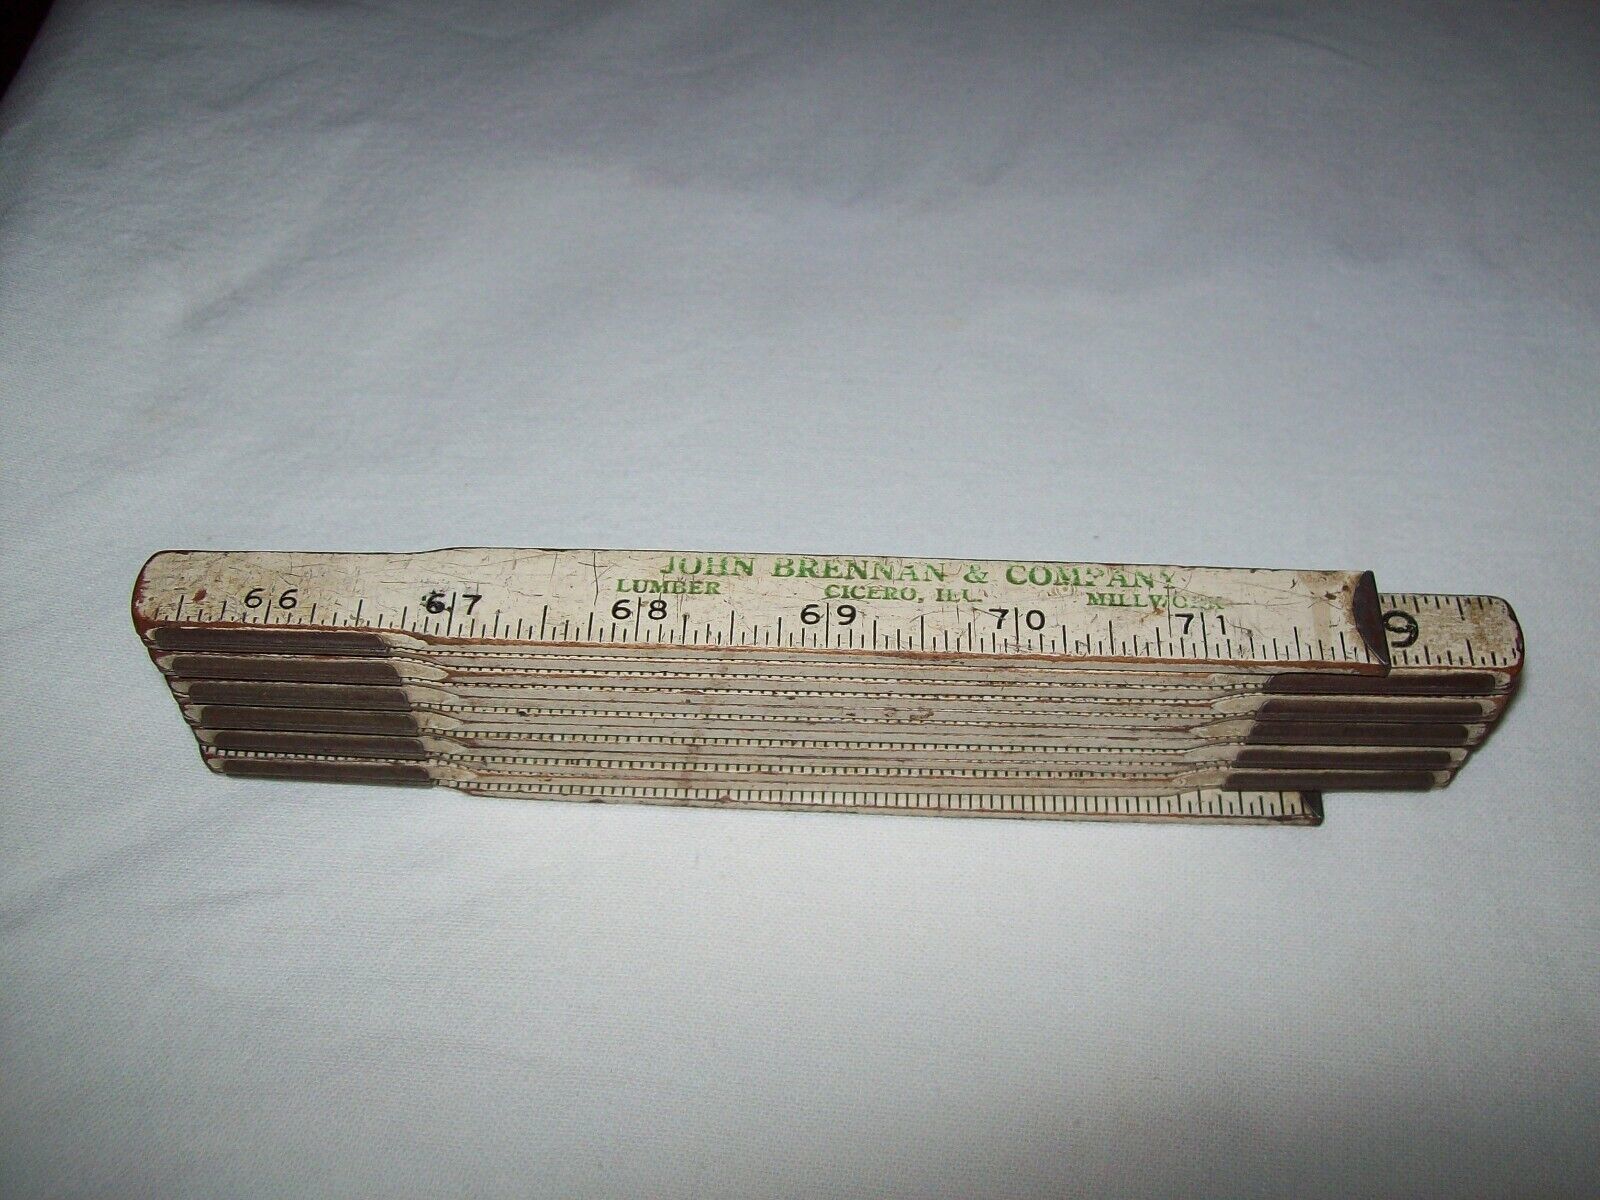 JOHN BRENNAN & COMPANY
LUMBER CICERO, ILL. MILLWORK
66 67 68 69 70 71
9